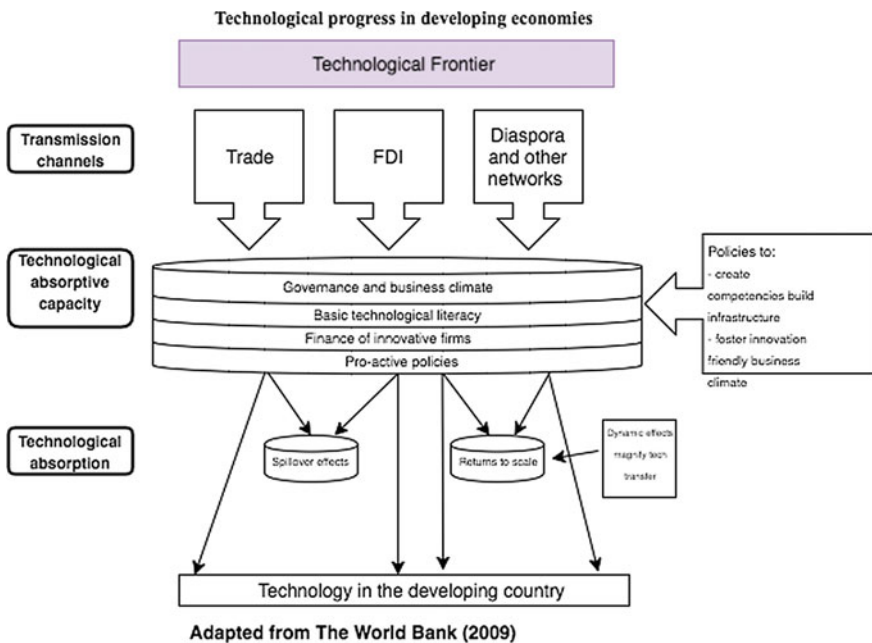 Technological progress in developing economies
Technological Frontier
Transmission
channels
Trade
FDI
Diaspora
and other
networks
Technological
absorptive
capacity
Governance and business climate
Basic technological literacy
Finance of innovative firms
Pro-active policies
Policies to:
- create
competencies build
infrastructure
- foster innovation
friendly business
climate
Technological
absorption
Spillover effects
Returns to scale
Dynamic effects
magnify tech
transfer
Technology in the developing country
Adapted from The World Bank (2009)